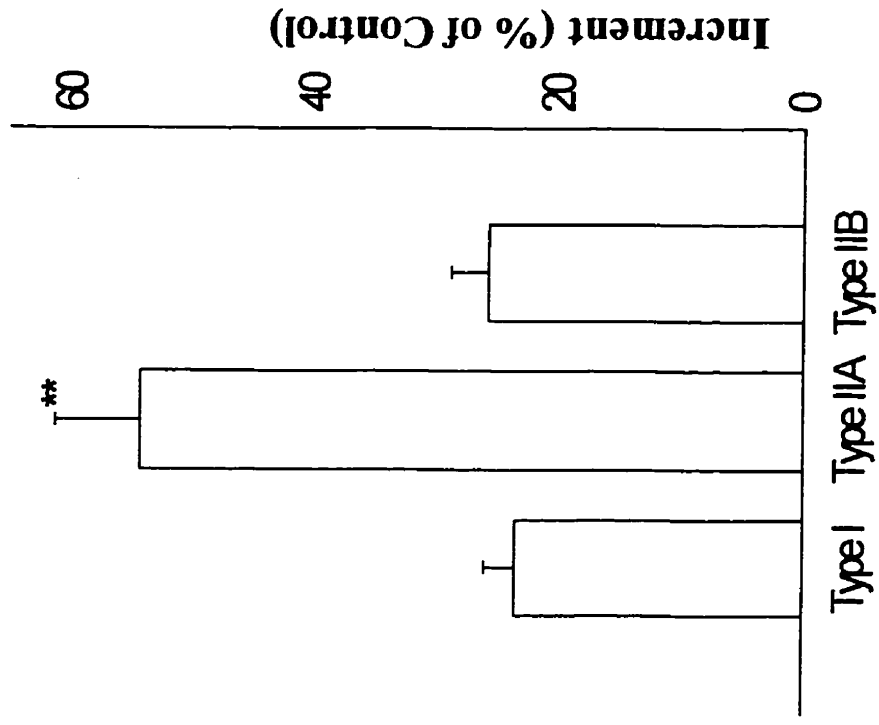 Increment (% of Control)
60
40
20
0
**
Type I
Type IIA
Type IIB